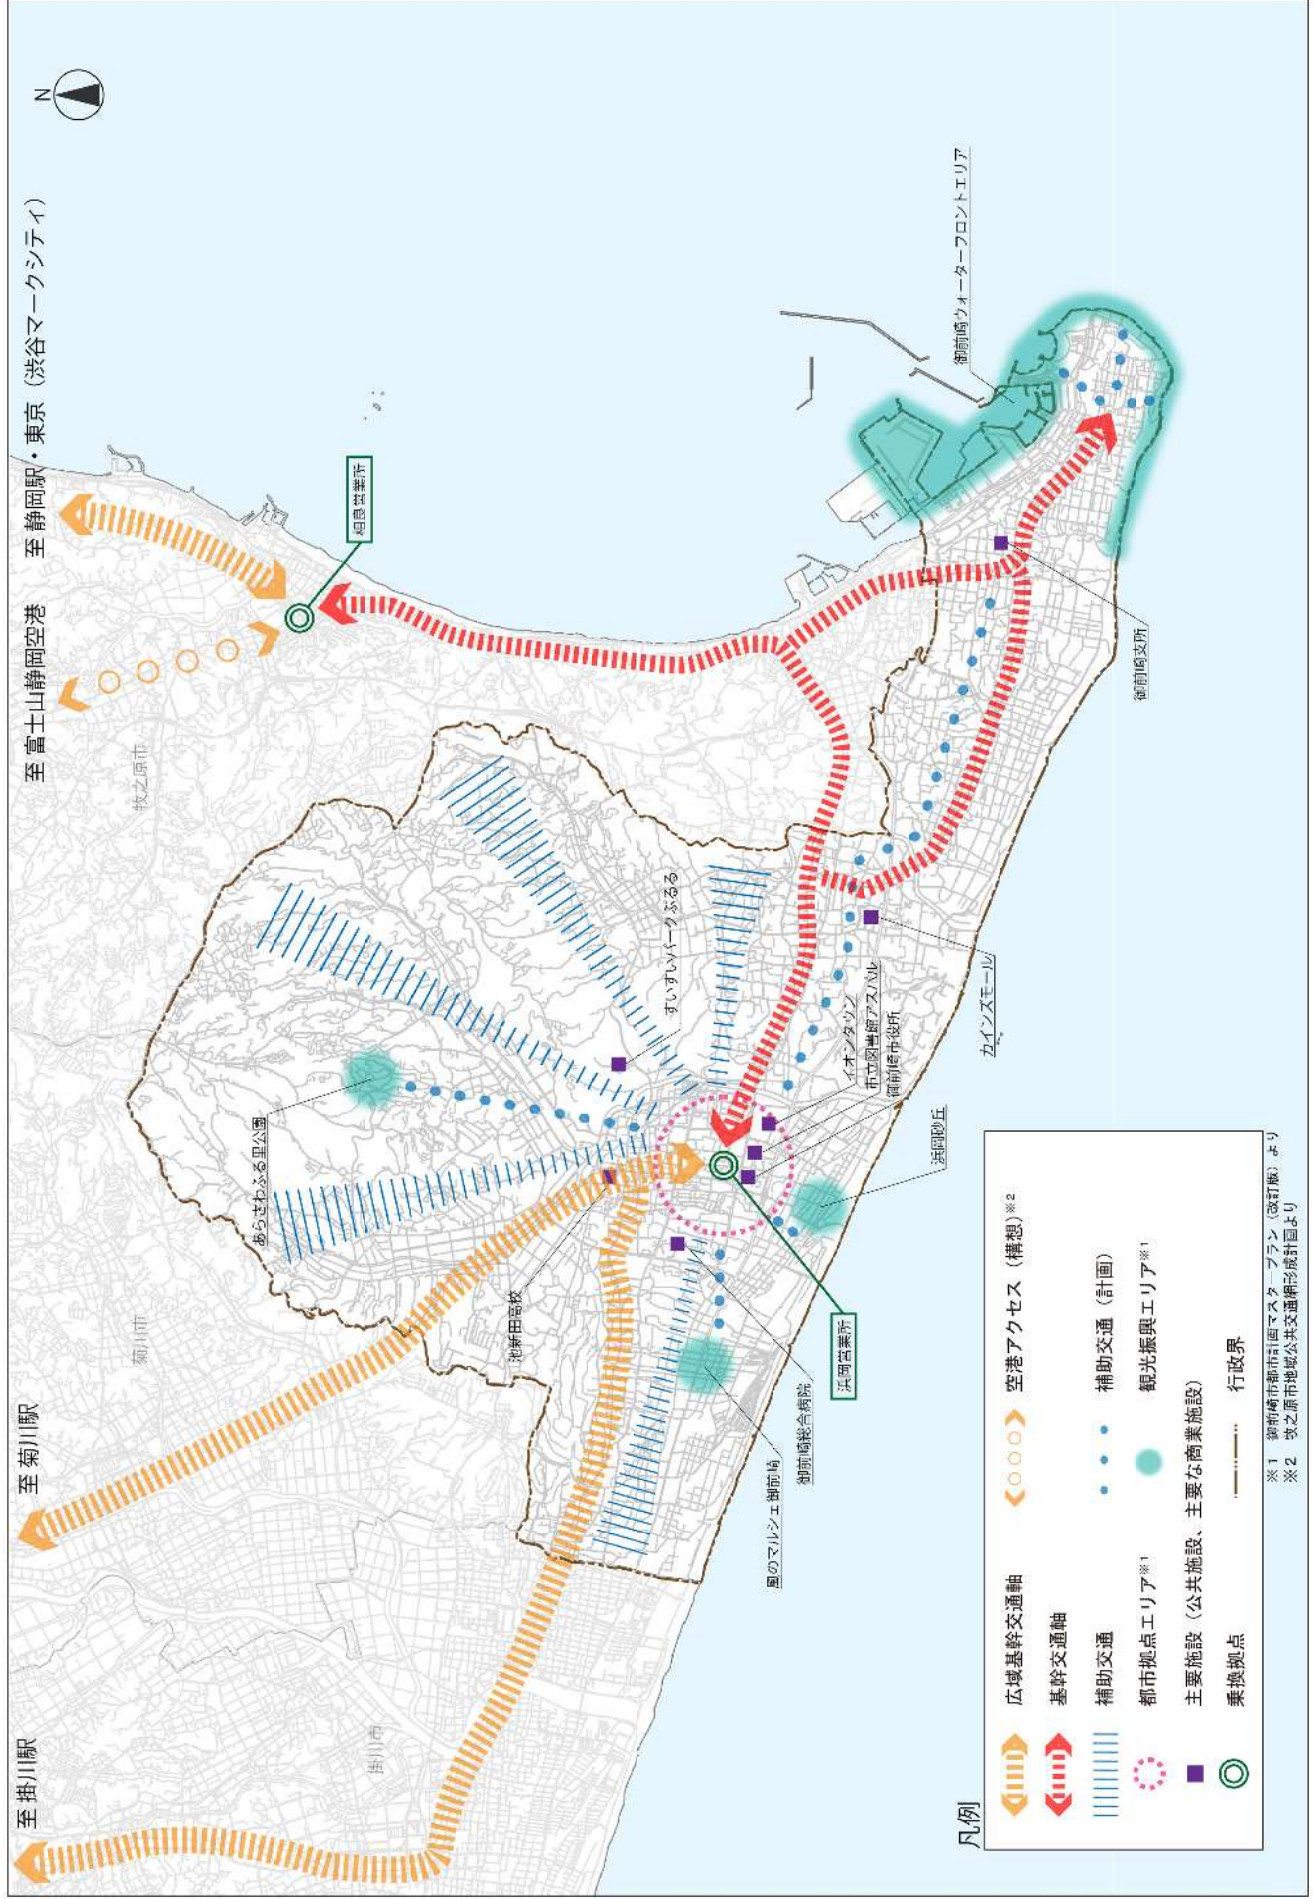 至 掛川駅
至 菊川駅
至 富士山静岡空港
至 静岡駅・東京（渋谷マークシティ）
N
掛川市
菊川市
牧之原市
相良営業所
あらさわふる里公園
池新田高校
すいすいパークぷるる
御前崎ウォーターフロントエリア
御前崎支所
カインズモール
イオンタウン
市立図書館アスパル
御前崎市役所
浜岡砂丘
浜岡営業所
御前崎総合病院
風のマルシェ御前崎
凡例
広域基幹交通軸
空港アクセス（構想）※2
基幹交通軸
補助交通
補助交通（計画）
都市拠点エリア※1
観光振興エリア※1
主要施設（公共施設、主要な商業施設）
乗換拠点
行政界
※1 御前崎市都市計画マスタープラン（改訂版）より
※2 牧之原市地域公共交通網形成計画より